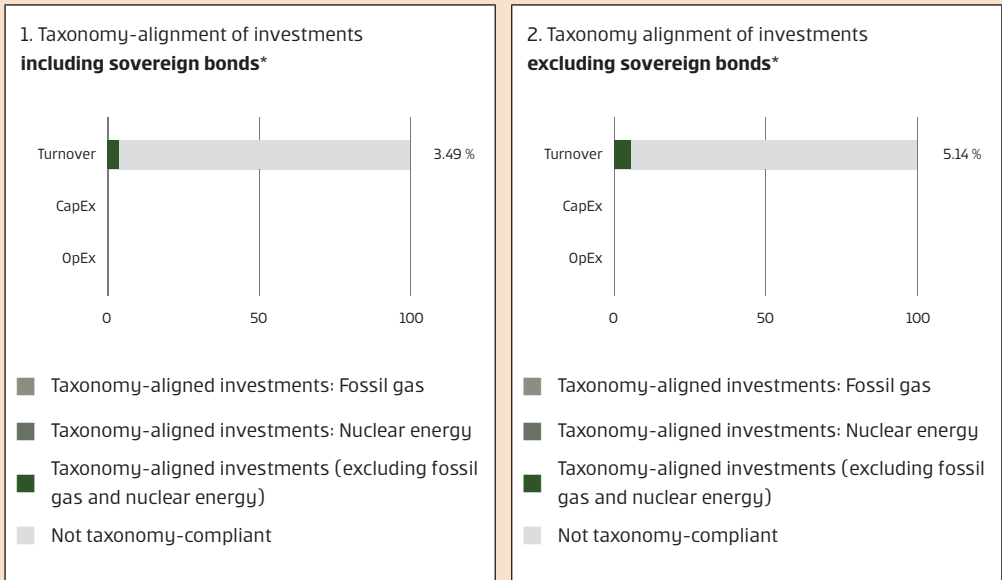 1. Taxonomy-alignment of investments
including sovereign bonds*
Turnover
3.49 %
CapEx
OpEx
0
50
100
Taxonomy-aligned investments: Fossil gas
Taxonomy-aligned investments: Nuclear energy
Taxonomy-aligned investments (excluding fossil
gas and nuclear energy)
Not taxonomy-compliant
2. Taxonomy alignment of investments
excluding sovereign bonds*
Turnover
5.14 %
CapEx
OpEx
0
50
100
Taxonomy-aligned investments: Fossil gas
Taxonomy-aligned investments: Nuclear energy
Taxonomy-aligned investments (excluding fossil
gas and nuclear energy)
Not taxonomy-compliant